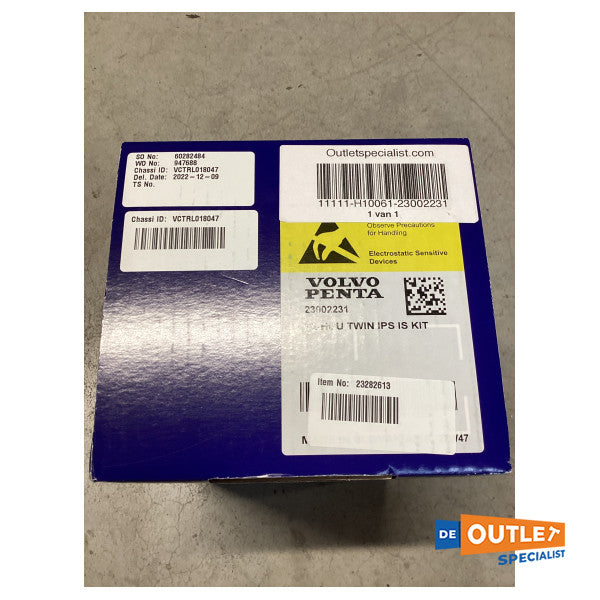 SO No: 60282484
WO No: 947688
Chassi ID: VCTRL018047
Del. Date: 2022-12-09
TS No.
Chassi ID: VCTRL018047
Outletspecialist.com
11111-H10061-23002231
1 van 1
Observe Precautions
for Handling
Electrostatic Sensitive
Devices
VOLVO
PENTA
23002231
U TWIN IPS IS KIT
Item No: 23282613
47
DE OUTLET
SPECIALIST